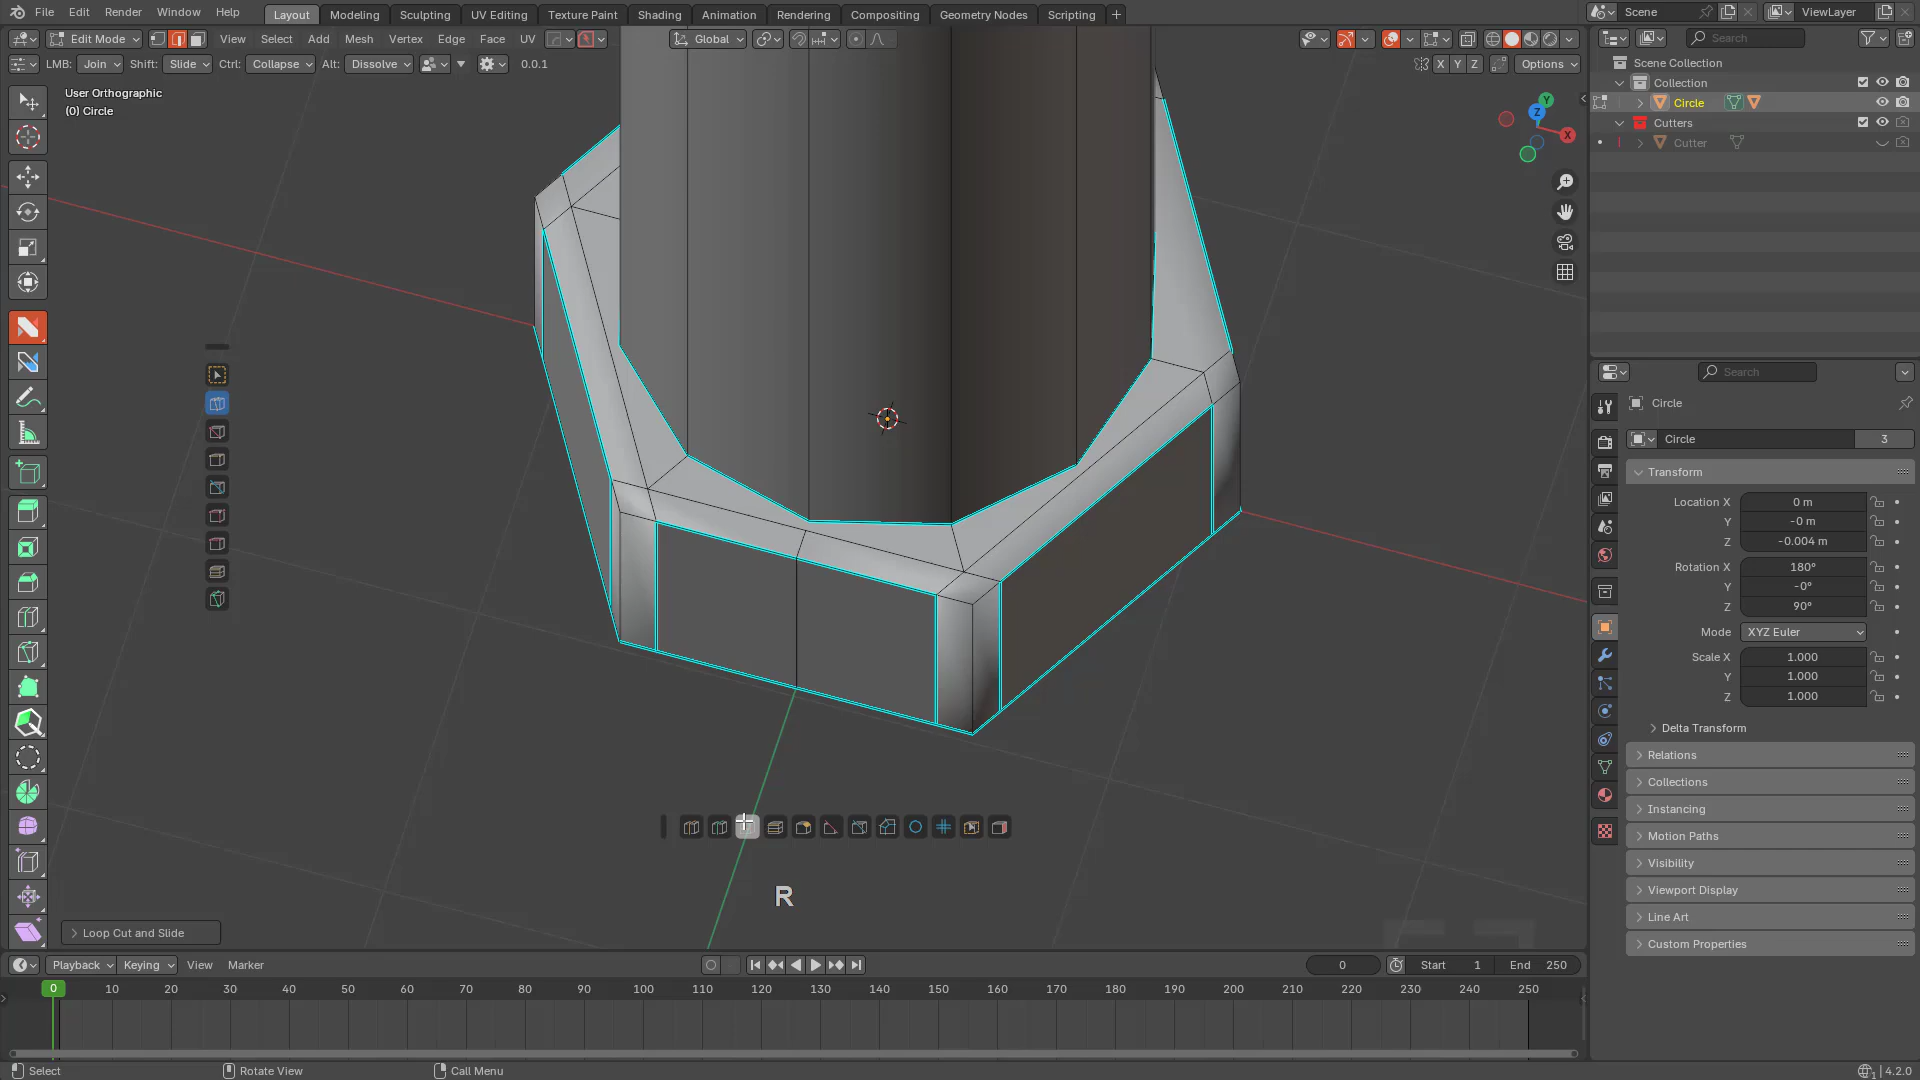 File Edit Render Window Help Layout Modeling Sculpting UV Editing Texture Paint Shading Animation Rendering Compositing Geometry Nodes Scripting + Scene ViewLayer
Edit Mode View Select Add Mesh Vertex Edge Face UV Global Search
LMB: Join Shift: Slide Ctrl: Collapse Alt: Dissolve 0.0.1 X Y Z Options
Scene Collection
Collection
Circle
Cutters
Cutter
User Orthographic
(0) Circle
Y
Z
X
Search
Circle
Circle 3
Transform
Location X 0 m
Y -0 m
Z -0.004 m
Rotation X 180°
Y -0°
Z 90°
Mode XYZ Euler
Scale X 1.000
Y 1.000
Z 1.000
Delta Transform
Relations
Collections
Instancing
Motion Paths
Visibility
Viewport Display
Line Art
Custom Properties
R
Loop Cut and Slide
Playback Keying View Marker 0 Start 1 End 250
0 10 20 30 40 50 60 70 80 90 100 110 120 130 140 150 160 170 180 190 200 210 220 230 240 250
Select Rotate View Call Menu 4.2.0